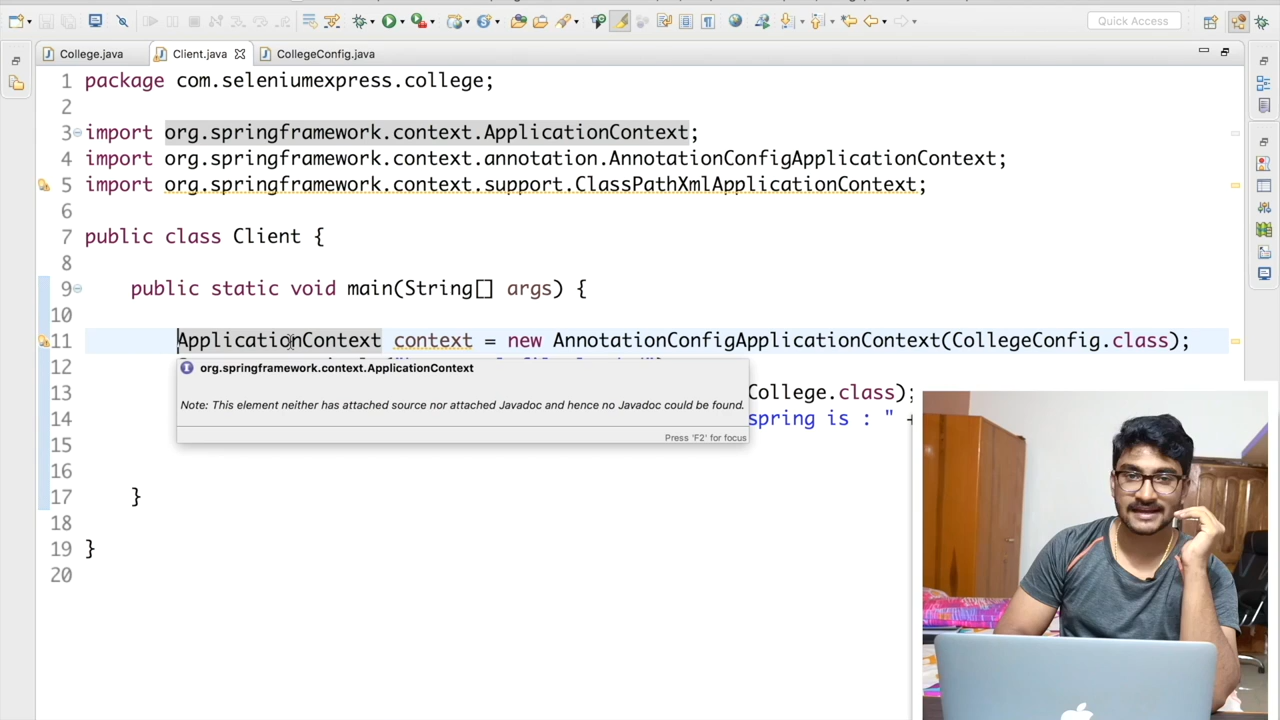 Quick Access
College.java
Client.java
CollegeConfig.java
1 package com.seleniumexpress.college;
2
3 import org.springframework.context.ApplicationContext;
4 import org.springframework.context.annotation.AnnotationConfigApplicationContext;
5 import org.springframework.context.support.ClassPathXmlApplicationContext;
6
7 public class Client {
8
9 public static void main(String[] args) {
10
11 ApplicationContext context = new AnnotationConfigApplicationContext(CollegeConfig.class);
12
org.springframework.context.ApplicationContext
13 College.class);
Note: This element neither has attached source nor attached Javadoc and hence no Javadoc could be found.
14 spring is : " +
Press 'F2' for focus
15
16
17 }
18
19 }
20